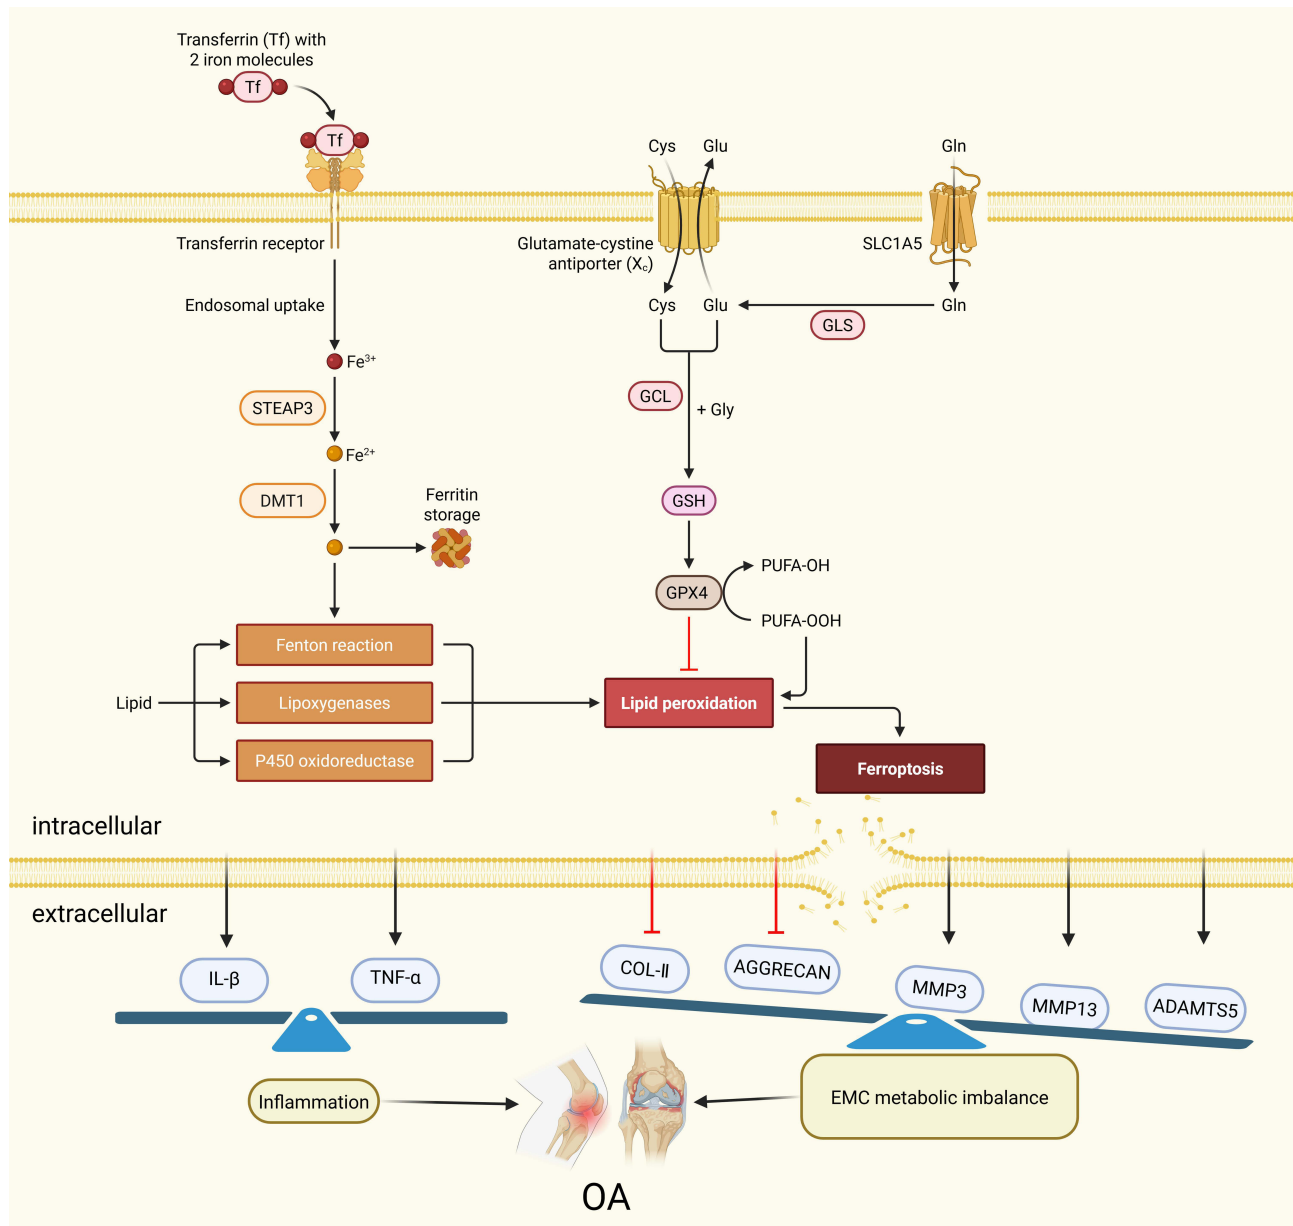 Transferrin (Tf) with
2 iron molecules
Tf
Tf
Cys
Glu
Gln
Transferrin receptor
Glutamate-cystine
antiporter (Xc)
SLC1A5
Endosomal uptake
Cys
Glu
Gln
GLS
Fe³⁺
STEAP3
GCL
+ Gly
Fe²⁺
DMT1
Ferritin
storage
GSH
GPX4
PUFA-OH
PUFA-OOH
Fenton reaction
Lipid
Lipoxygenases
P450 oxidoreductase
Lipid peroxidation
Ferroptosis
intracellular
extracellular
IL-β
TNF-α
COL-II
AGGRECAN
MMP3
MMP13
ADAMTS5
Inflammation
EMC metabolic imbalance
OA